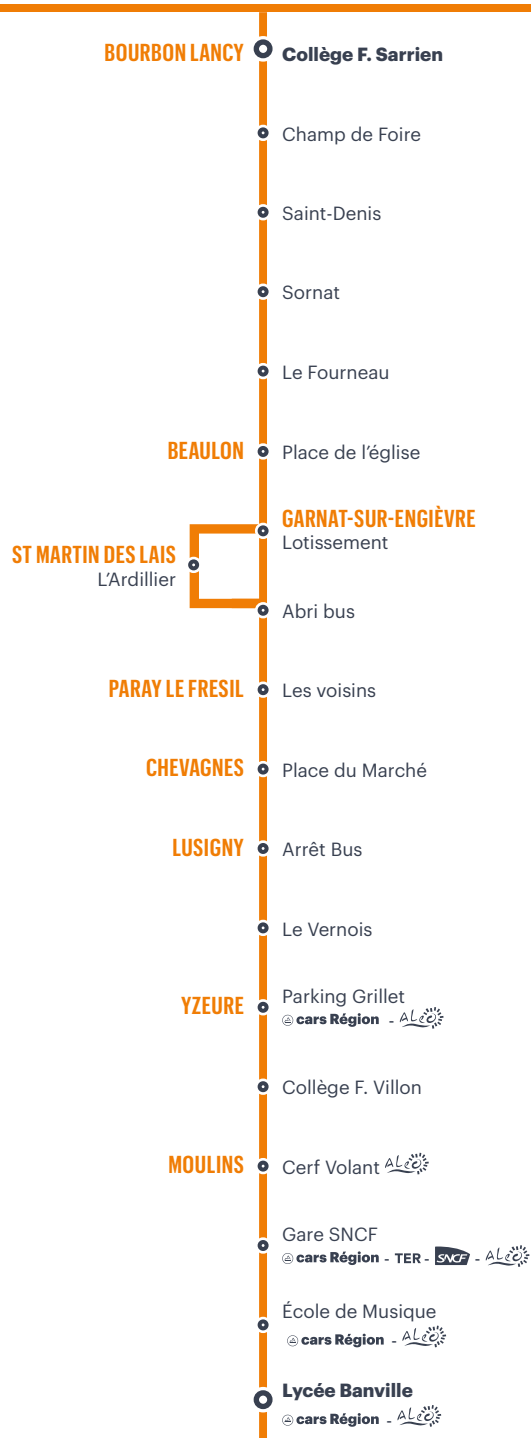 BOURBON LANCY Collège F. Sarrien
Champ de Foire
Saint-Denis
Sornat
Le Fourneau
BEAULON Place de l'église
GARNAT-SUR-ENGIÈVRE
Lotissement
ST MARTIN DES LAIS
L'Ardillier
Abri bus
PARAY LE FRESIL Les voisins
CHEVAGNES Place du Marché
LUSIGNY Arrêt Bus
Le Vernois
YZEURE Parking Grillet
cars Région - ALéO
Collège F. Villon
MOULINS Cerf Volant ALéO
Gare SNCF
cars Région - TER - SNCF - ALéO
École de Musique
cars Région - ALéO
Lycée Banville
cars Région - ALéO